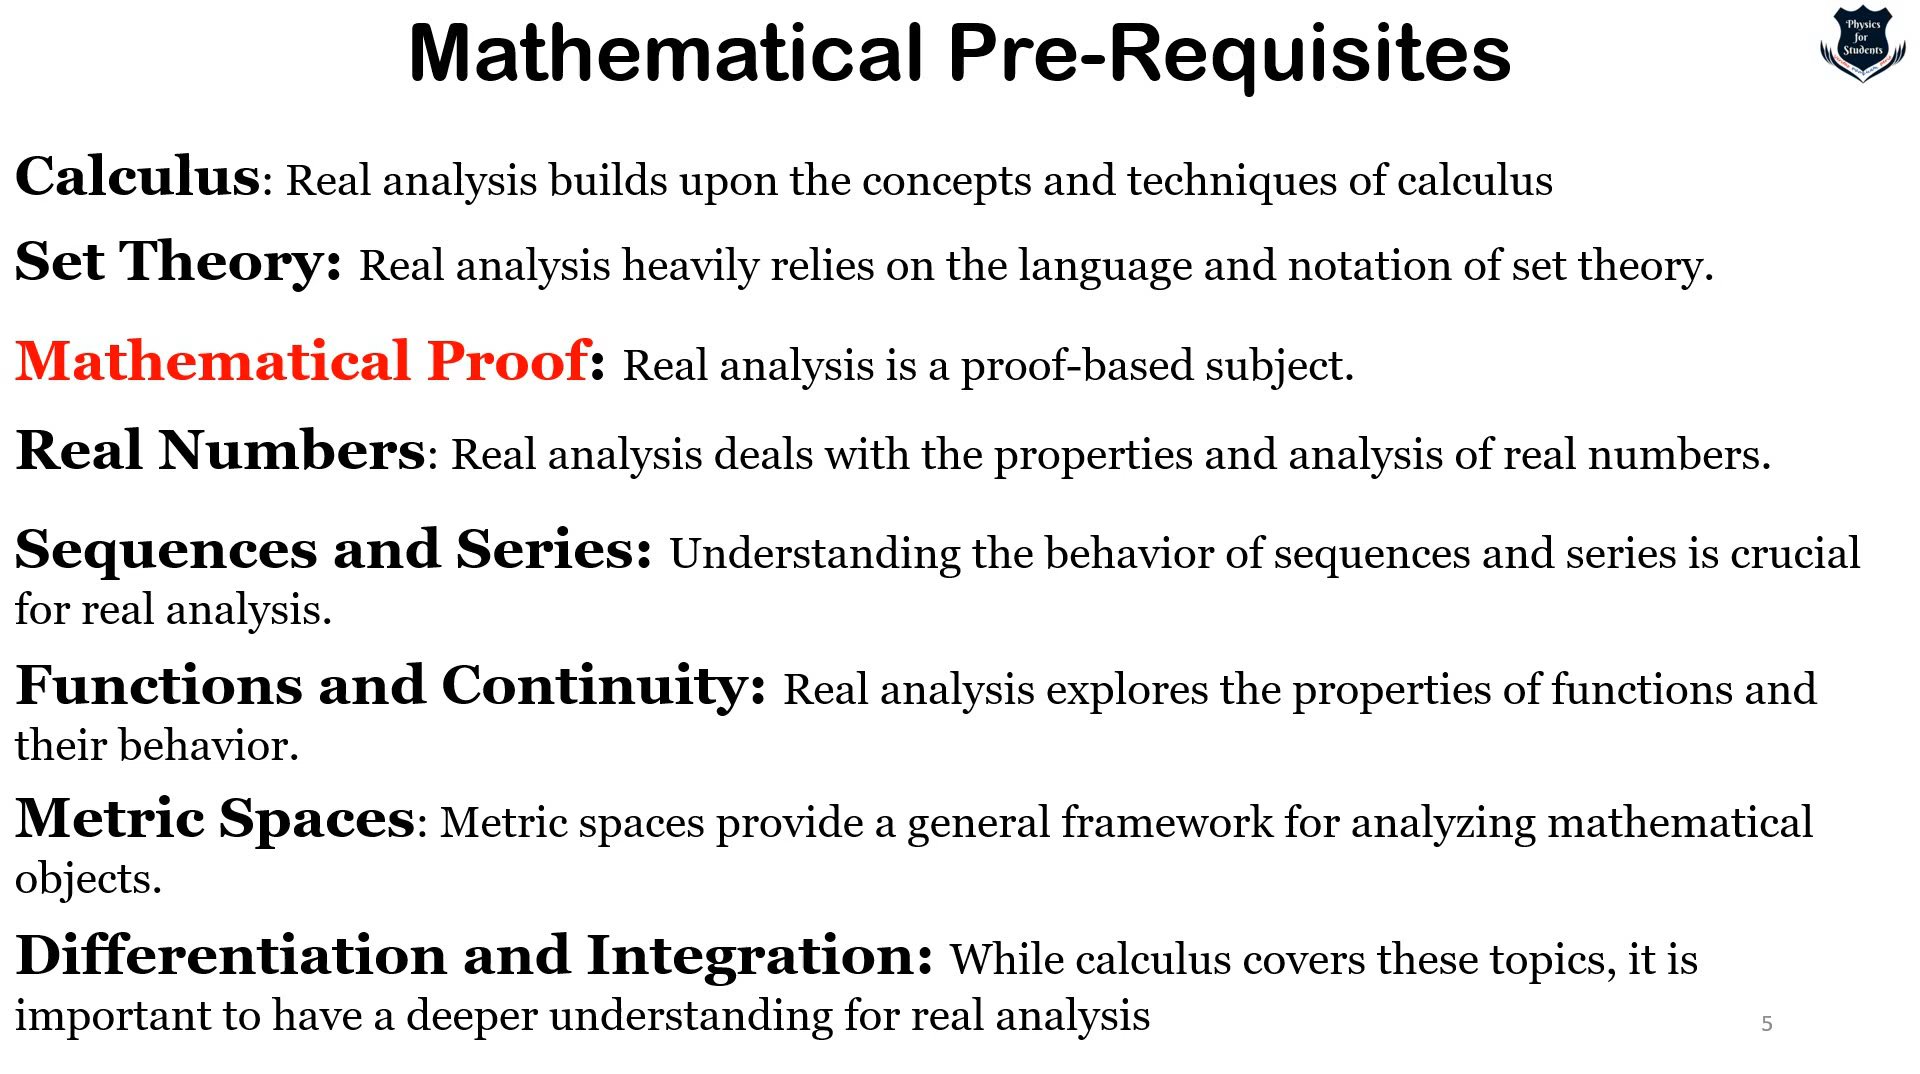 Mathematical Pre-Requisites
Physics
for
Students
Calculus: Real analysis builds upon the concepts and techniques of calculus
Set Theory: Real analysis heavily relies on the language and notation of set theory.
Mathematical Proof: Real analysis is a proof-based subject.
Real Numbers: Real analysis deals with the properties and analysis of real numbers.
Sequences and Series: Understanding the behavior of sequences and series is crucial
for real analysis.
Functions and Continuity: Real analysis explores the properties of functions and
their behavior.
Metric Spaces: Metric spaces provide a general framework for analyzing mathematical
objects.
Differentiation and Integration: While calculus covers these topics, it is
important to have a deeper understanding for real analysis
5